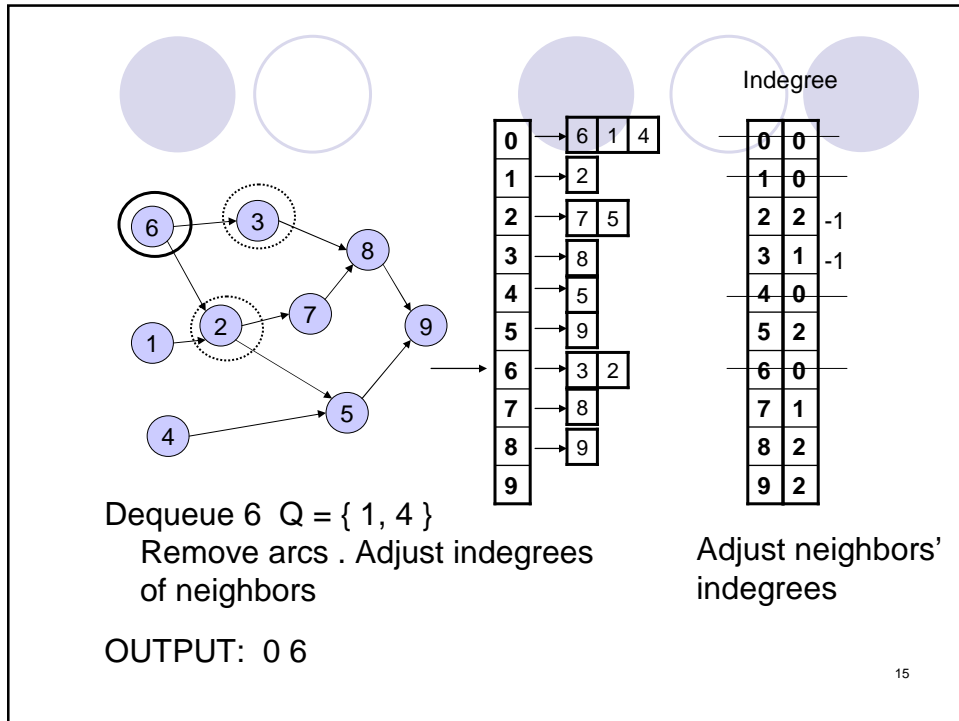 Indegree
0 6 1 4 0 0
1 2 1 0
2 7 5 2 2 -1
3 8 3 1 -1
4 5 4 0
5 9 5 2
6 3 2 6 0
7 8 7 1
8 9 8 2
9 9 2
6 3
8
7
2 9
1
5
4
Dequeue 6 Q = { 1, 4 }
Remove arcs . Adjust indegrees
of neighbors
Adjust neighbors’
indegrees
OUTPUT: 0 6
15